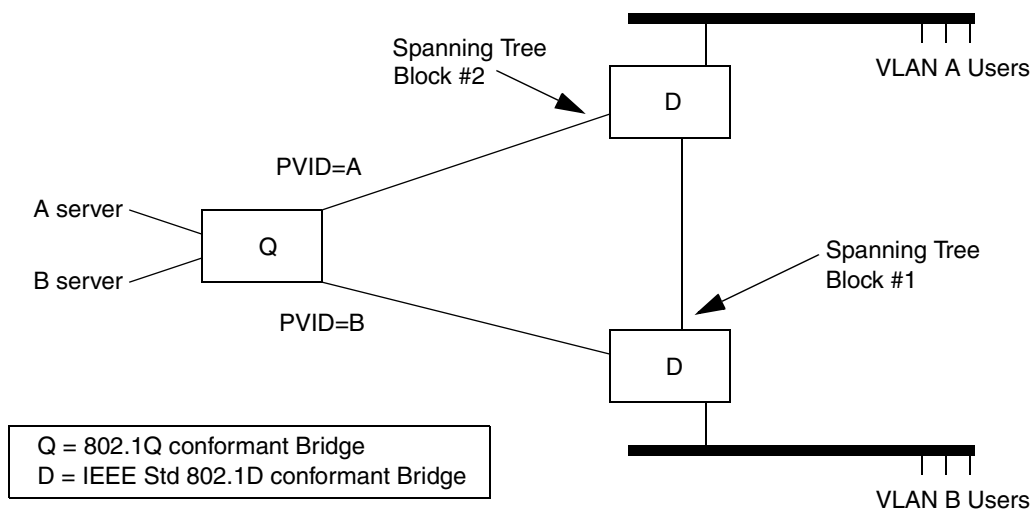 Spanning Tree
Block #2
D
VLAN A Users
PVID=A
A server
Q
B server
Spanning Tree
Block #1
PVID=B
D
Q = 802.1Q conformant Bridge
D = IEEE Std 802.1D conformant Bridge
VLAN B Users